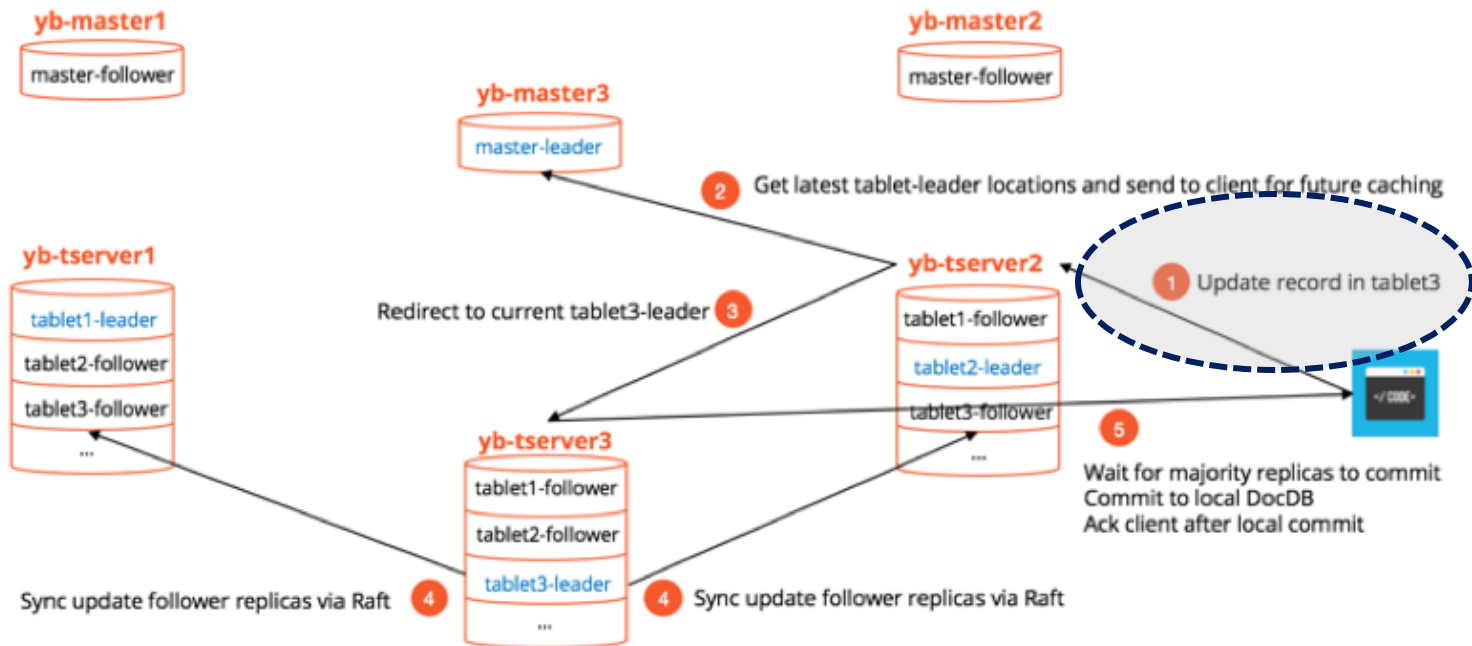 yb-master1
master-follower
yb-master2
master-follower
yb-master3
master-leader
2
Get latest tablet-leader locations and send to client for future caching
yb-tserver1
tablet1-leader
tablet2-follower
tablet3-follower
...
Redirect to current tablet3-leader
3
yb-tserver2
tablet1-follower
tablet2-leader
tablet3-follower
...
1
Update record in tablet3
</CODE>
yb-tserver3
tablet1-follower
tablet2-follower
tablet3-leader
...
5
Wait for majority replicas to commit
Commit to local DocDB
Ack client after local commit
Sync update follower replicas via Raft
4
4
Sync update follower replicas via Raft